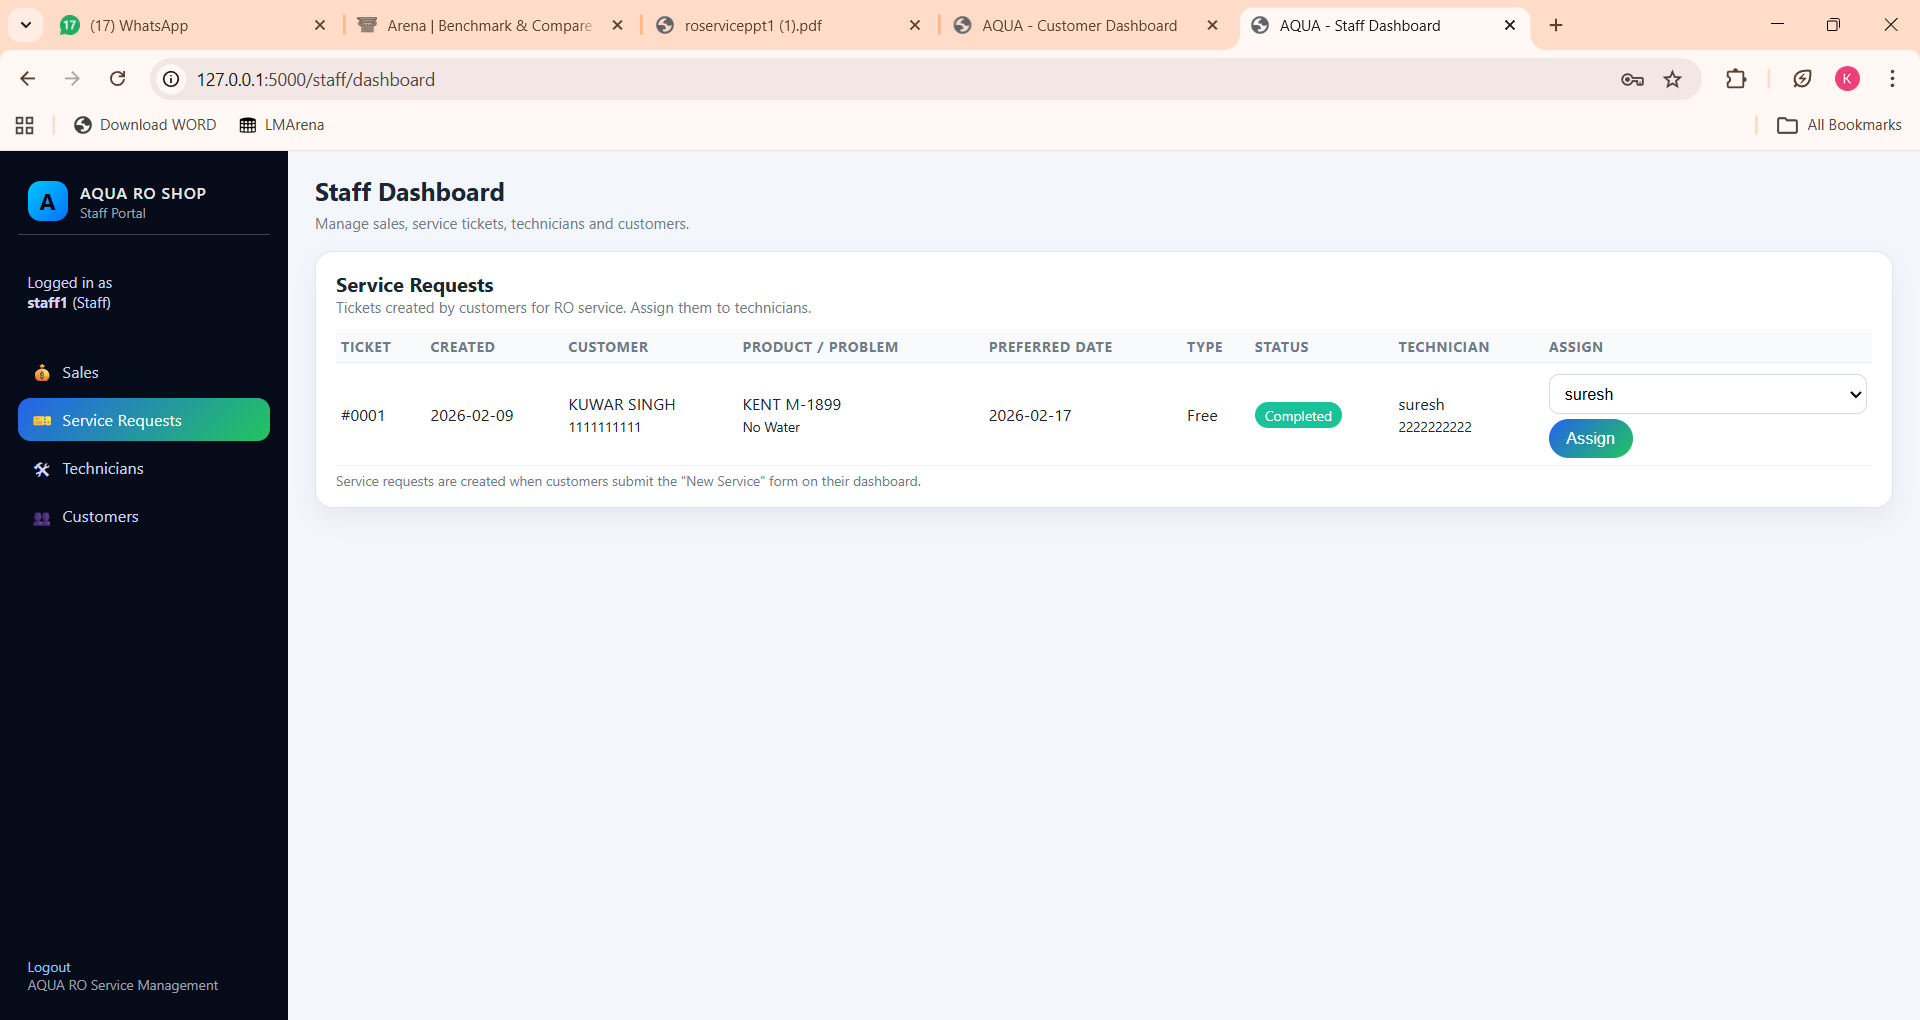 17 (17) WhatsApp
Arena | Benchmark & Compare
roserviceppt1 (1).pdf
AQUA - Customer Dashboard
AQUA - Staff Dashboard
127.0.0.1:5000/staff/dashboard
K
Download WORD
LMArena
All Bookmarks
A
AQUA RO SHOP
Staff Portal
Logged in as
staff1 (Staff)
Sales
Service Requests
Technicians
Customers
Logout
AQUA RO Service Management
Staff Dashboard
Manage sales, service tickets, technicians and customers.
Service Requests
Tickets created by customers for RO service. Assign them to technicians.
TICKET CREATED CUSTOMER PRODUCT / PROBLEM PREFERRED DATE TYPE STATUS TECHNICIAN ASSIGN
#0001 2026-02-09 KUWAR SINGH KENT M-1899 2026-02-17 Free Completed suresh suresh
1111111111 No Water 2222222222 Assign
Service requests are created when customers submit the "New Service" form on their dashboard.